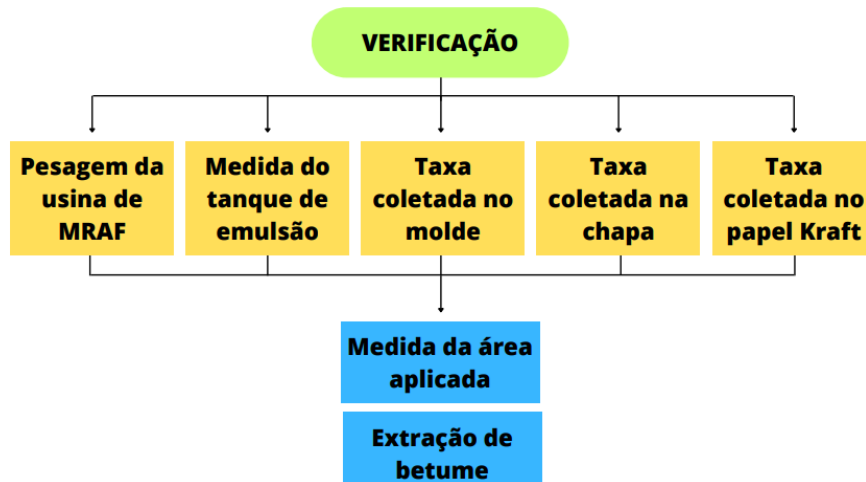 VERIFICAÇÃO
Pesagem da
usina de
MRAF
Medida do
tanque de
emulsão
Taxa
coletada no
molde
Taxa
coletada na
chapa
Taxa
coletada no
papel Kraft
Medida da área
aplicada
Extração de
betume